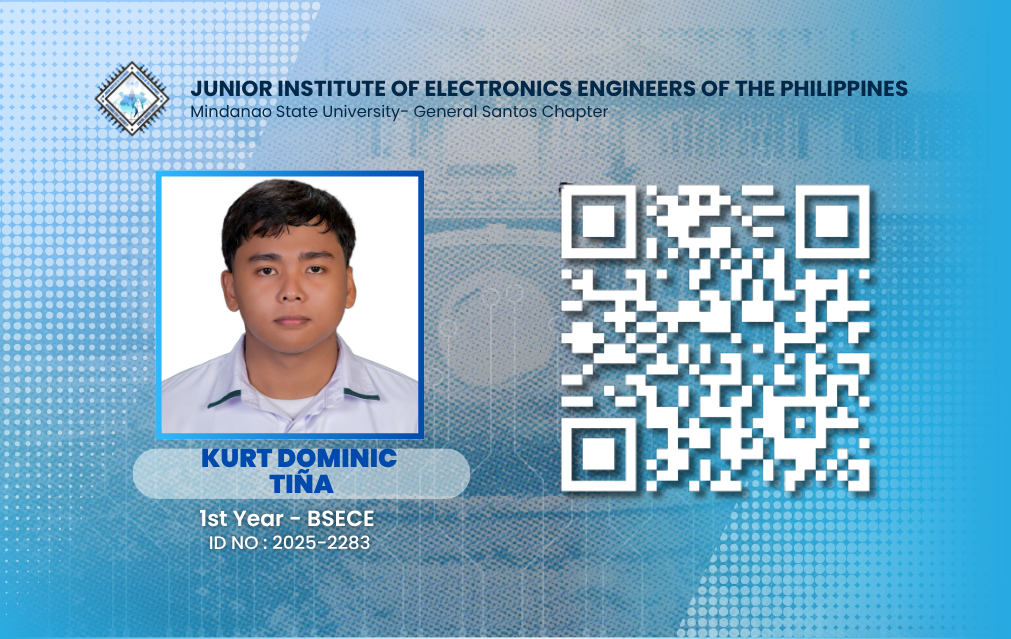 JUNIOR INSTITUTE OF ELECTRONICS ENGINEERS OF THE PHILIPPINES
Mindanao State University- General Santos Chapter
KURT DOMINIC
TIÑA
1st Year - BSECE
ID NO : 2025-2283